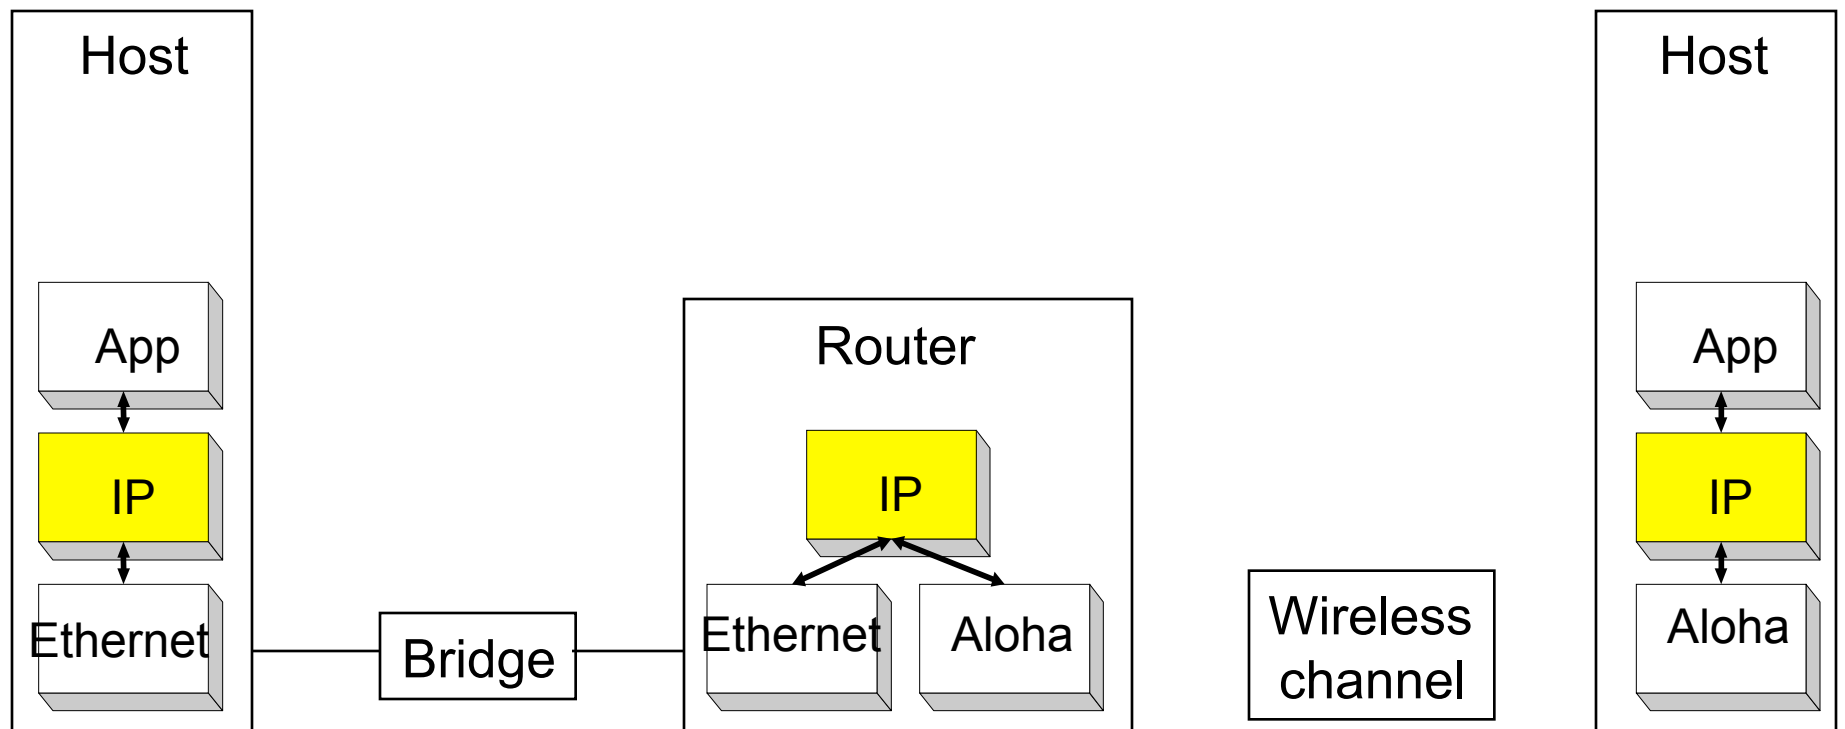 Host
App
IP
Ethernet
Bridge
Router
IP
Ethernet
Aloha
Wireless
channel
Host
App
IP
Aloha